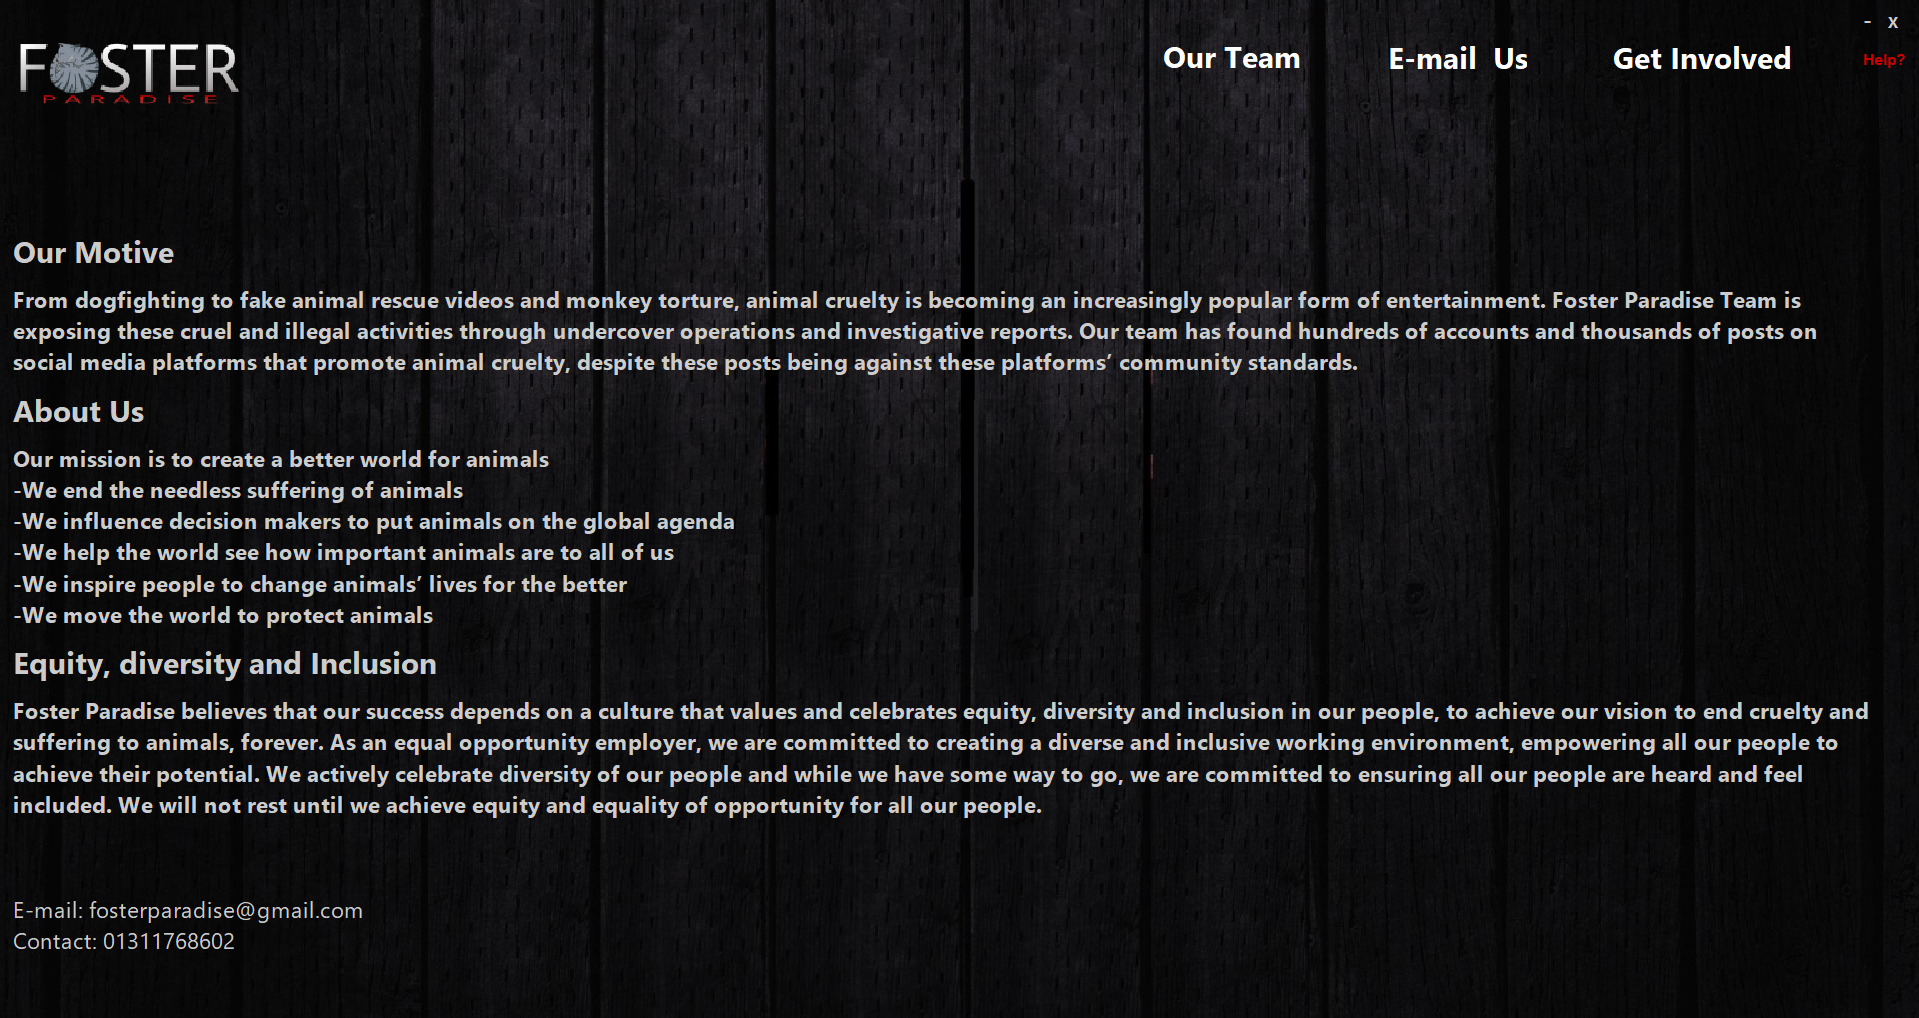 - x
FOSTER
PARADISE
Our Team
E-mail  Us
Get Involved
Help?
Our Motive
From dogfighting to fake animal rescue videos and monkey torture, animal cruelty is becoming an increasingly popular form of entertainment. Foster Paradise Team is
exposing these cruel and illegal activities through undercover operations and investigative reports. Our team has found hundreds of accounts and thousands of posts on
social media platforms that promote animal cruelty, despite these posts being against these platforms’ community standards.
About Us
Our mission is to create a better world for animals
-We end the needless suffering of animals
-We influence decision makers to put animals on the global agenda
-We help the world see how important animals are to all of us
-We inspire people to change animals’ lives for the better
-We move the world to protect animals
Equity, diversity and Inclusion
Foster Paradise believes that our success depends on a culture that values and celebrates equity, diversity and inclusion in our people, to achieve our vision to end cruelty and
suffering to animals, forever. As an equal opportunity employer, we are committed to creating a diverse and inclusive working environment, empowering all our people to
achieve their potential. We actively celebrate diversity of our people and while we have some way to go, we are committed to ensuring all our people are heard and feel
included. We will not rest until we achieve equity and equality of opportunity for all our people.
E-mail: fosterparadise@gmail.com
Contact: 01311768602